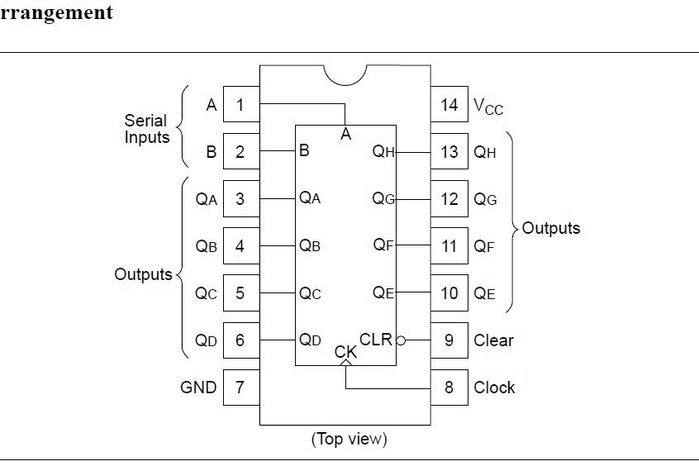 rrangement
Serial
Inputs
A 1
B 2
Outputs
QA 3
QB 4
QC 5
QD 6
GND 7
A
B
QA
QB
QC
QD
CK
QH
QG
QF
QE
CLR
14 VCC
13 QH
12 QG
11 QF
10 QE
9 Clear
8 Clock
Outputs
(Top view)